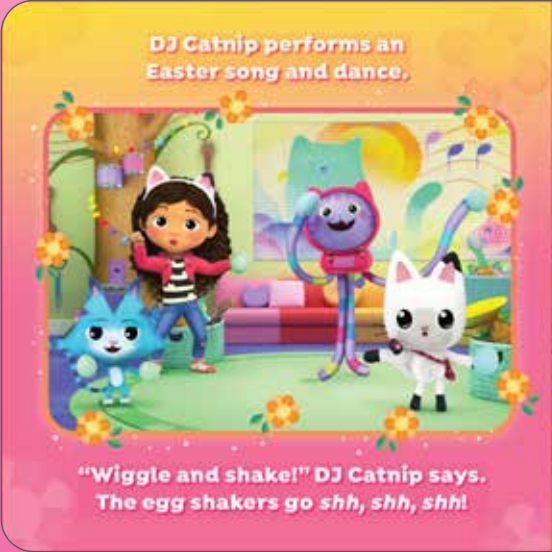 DJ Catnip performs an
Easter song and dance.
“Wiggle and shake!” DJ Catnip says.
The egg shakers go shh, shh, shh!